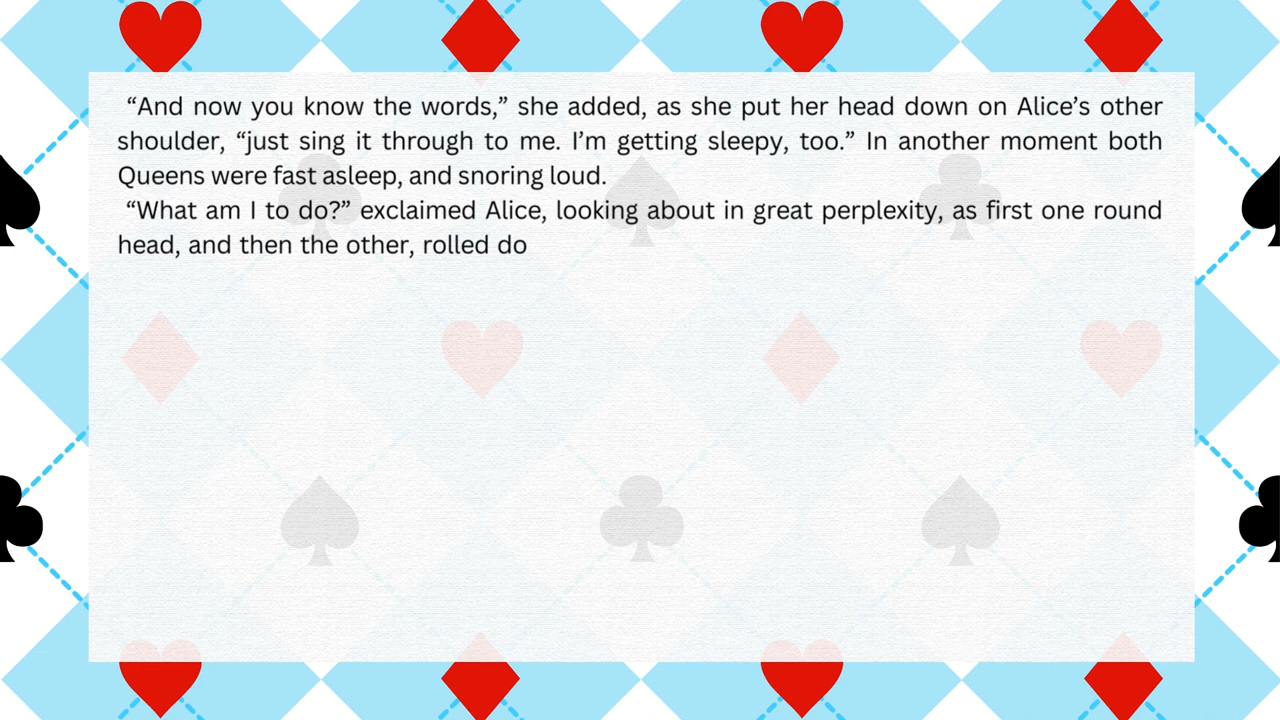 “And now you know the words,” she added, as she put her head down on Alice’s other
shoulder, “just sing it through to me. I’m getting sleepy, too.” In another moment both
Queens were fast asleep, and snoring loud.
“What am I to do?” exclaimed Alice, looking about in great perplexity, as first one round
head, and then the other, rolled do